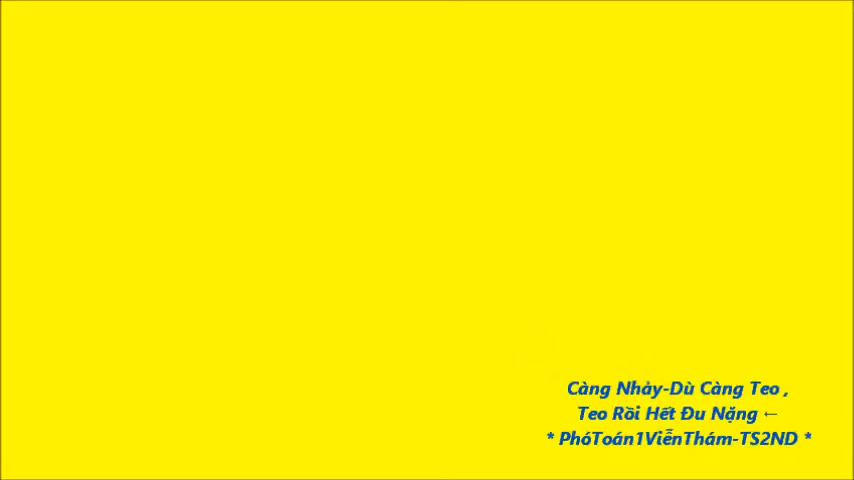 Càng Nhảy-Dù Càng Teo ,
Teo Rồi Hết Đu Nặng ←
* PhóToán1ViễnThám-TS2ND *